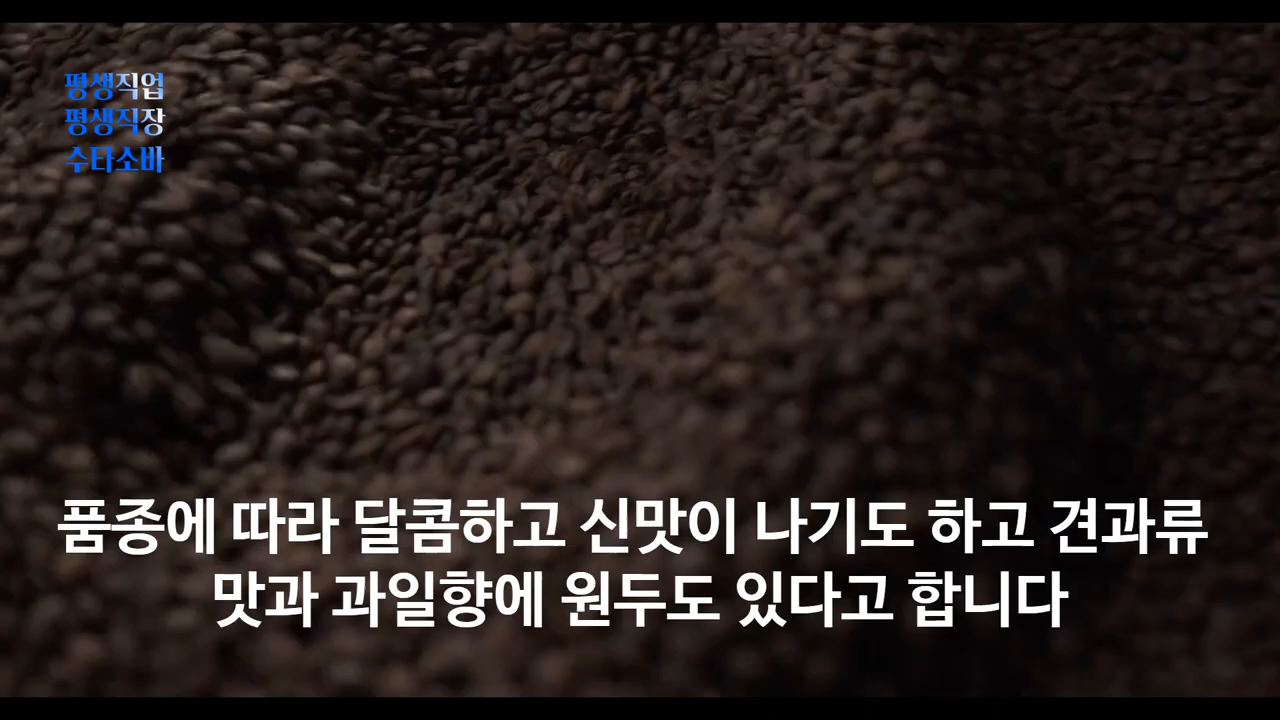 평생직업
평생직장
수타소바
품종에 따라 달콤하고 신맛이 나기도 하고 견과류
맛과 과일향에 원두도 있다고 합니다